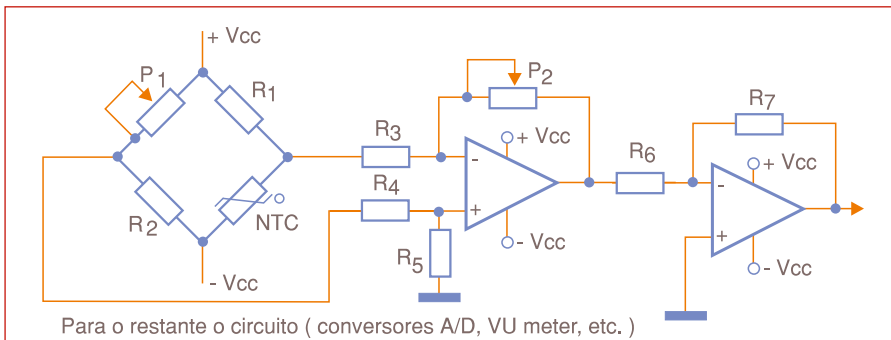 + Vcc
P1
R1
R2
NTC
- Vcc
R3
R4
R5
P2
-
+
+ Vcc
- Vcc
R6
R7
-
+
+ Vcc
- Vcc
Para o restante o circuito ( conversores A/D, VU meter, etc. )